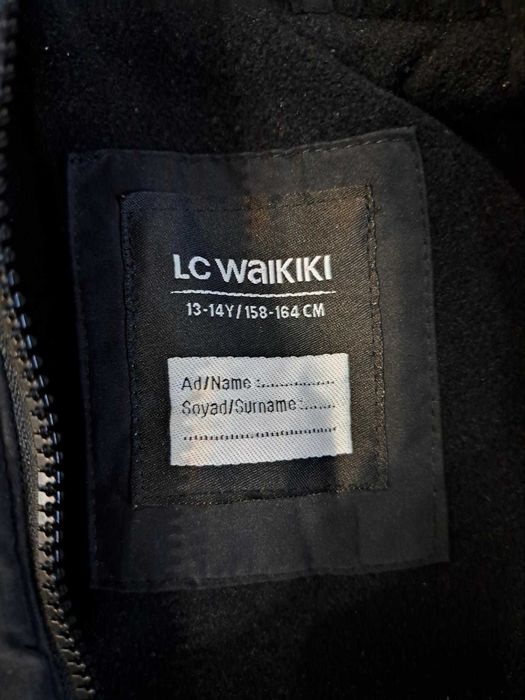 LC WAIKIKI
13-14Y/158-164 CM
Ad/Name :................
Soyad/Surname :.......
.......................................